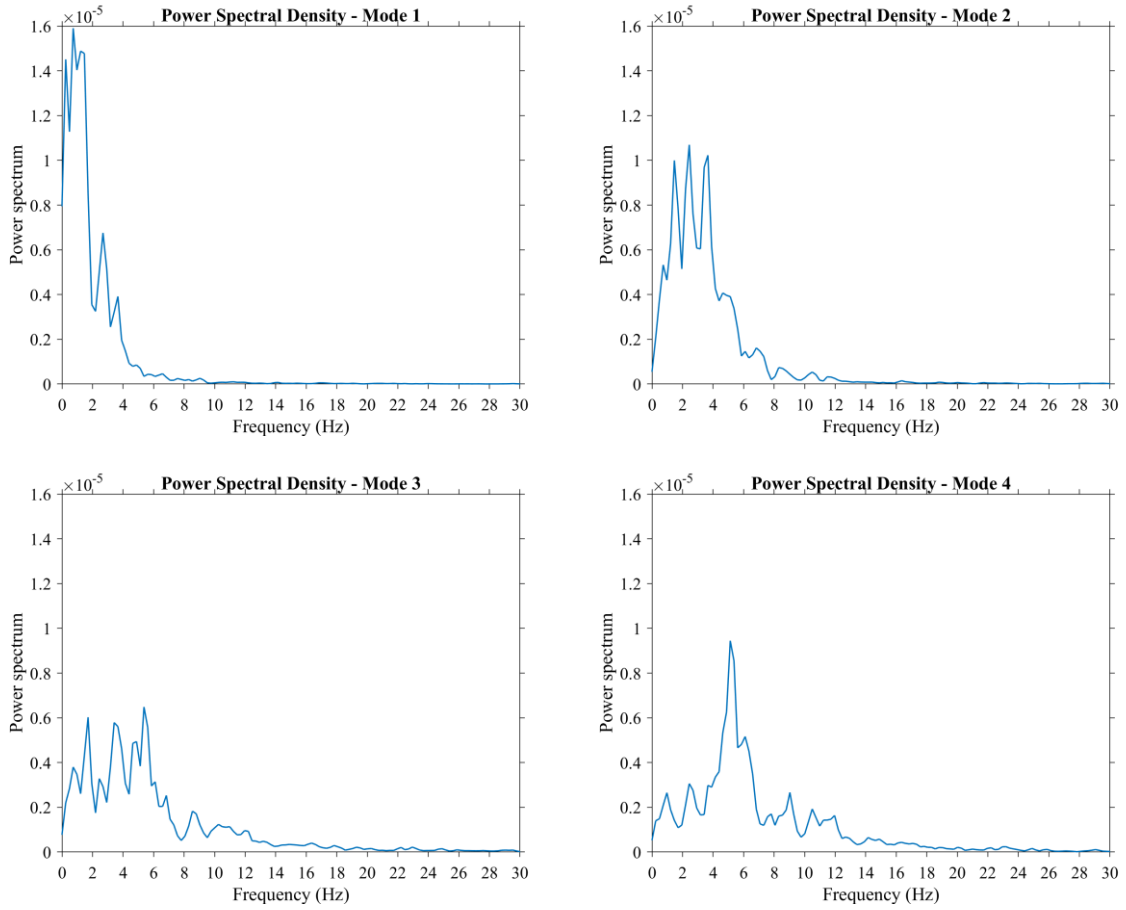 Power Spectral Density - Mode 1
×10⁻⁵
1.6
1.4
1.2
1
0.8
0.6
0.4
0.2
0
Power spectrum
0 2 4 6 8 10 12 14 16 18 20 22 24 26 28 30
Frequency (Hz)
Power Spectral Density - Mode 2
×10⁻⁵
1.6
1.4
1.2
1
0.8
0.6
0.4
0.2
0
Power spectrum
0 2 4 6 8 10 12 14 16 18 20 22 24 26 28 30
Frequency (Hz)
Power Spectral Density - Mode 3
×10⁻⁵
1.6
1.4
1.2
1
0.8
0.6
0.4
0.2
0
Power spectrum
0 2 4 6 8 10 12 14 16 18 20 22 24 26 28 30
Frequency (Hz)
Power Spectral Density - Mode 4
×10⁻⁵
1.6
1.4
1.2
1
0.8
0.6
0.4
0.2
0
Power spectrum
0 2 4 6 8 10 12 14 16 18 20 22 24 26 28 30
Frequency (Hz)